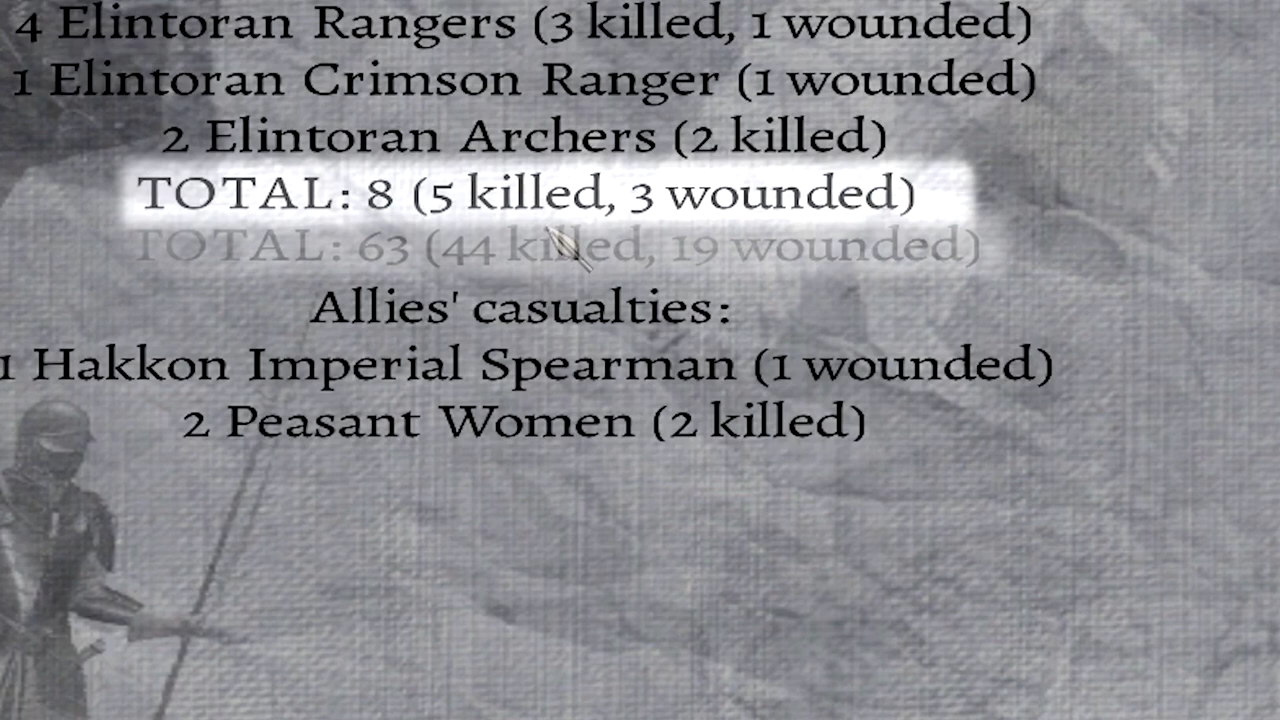 4 Elintoran Rangers (3 killed, 1 wounded)
1 Elintoran Crimson Ranger (1 wounded)
2 Elintoran Archers (2 killed)
TOTAL: 8 (5 killed, 3 wounded)
TOTAL: 63 (44 killed, 19 wounded)
Allies' casualties:
1 Hakkon Imperial Spearman (1 wounded)
2 Peasant Women (2 killed)